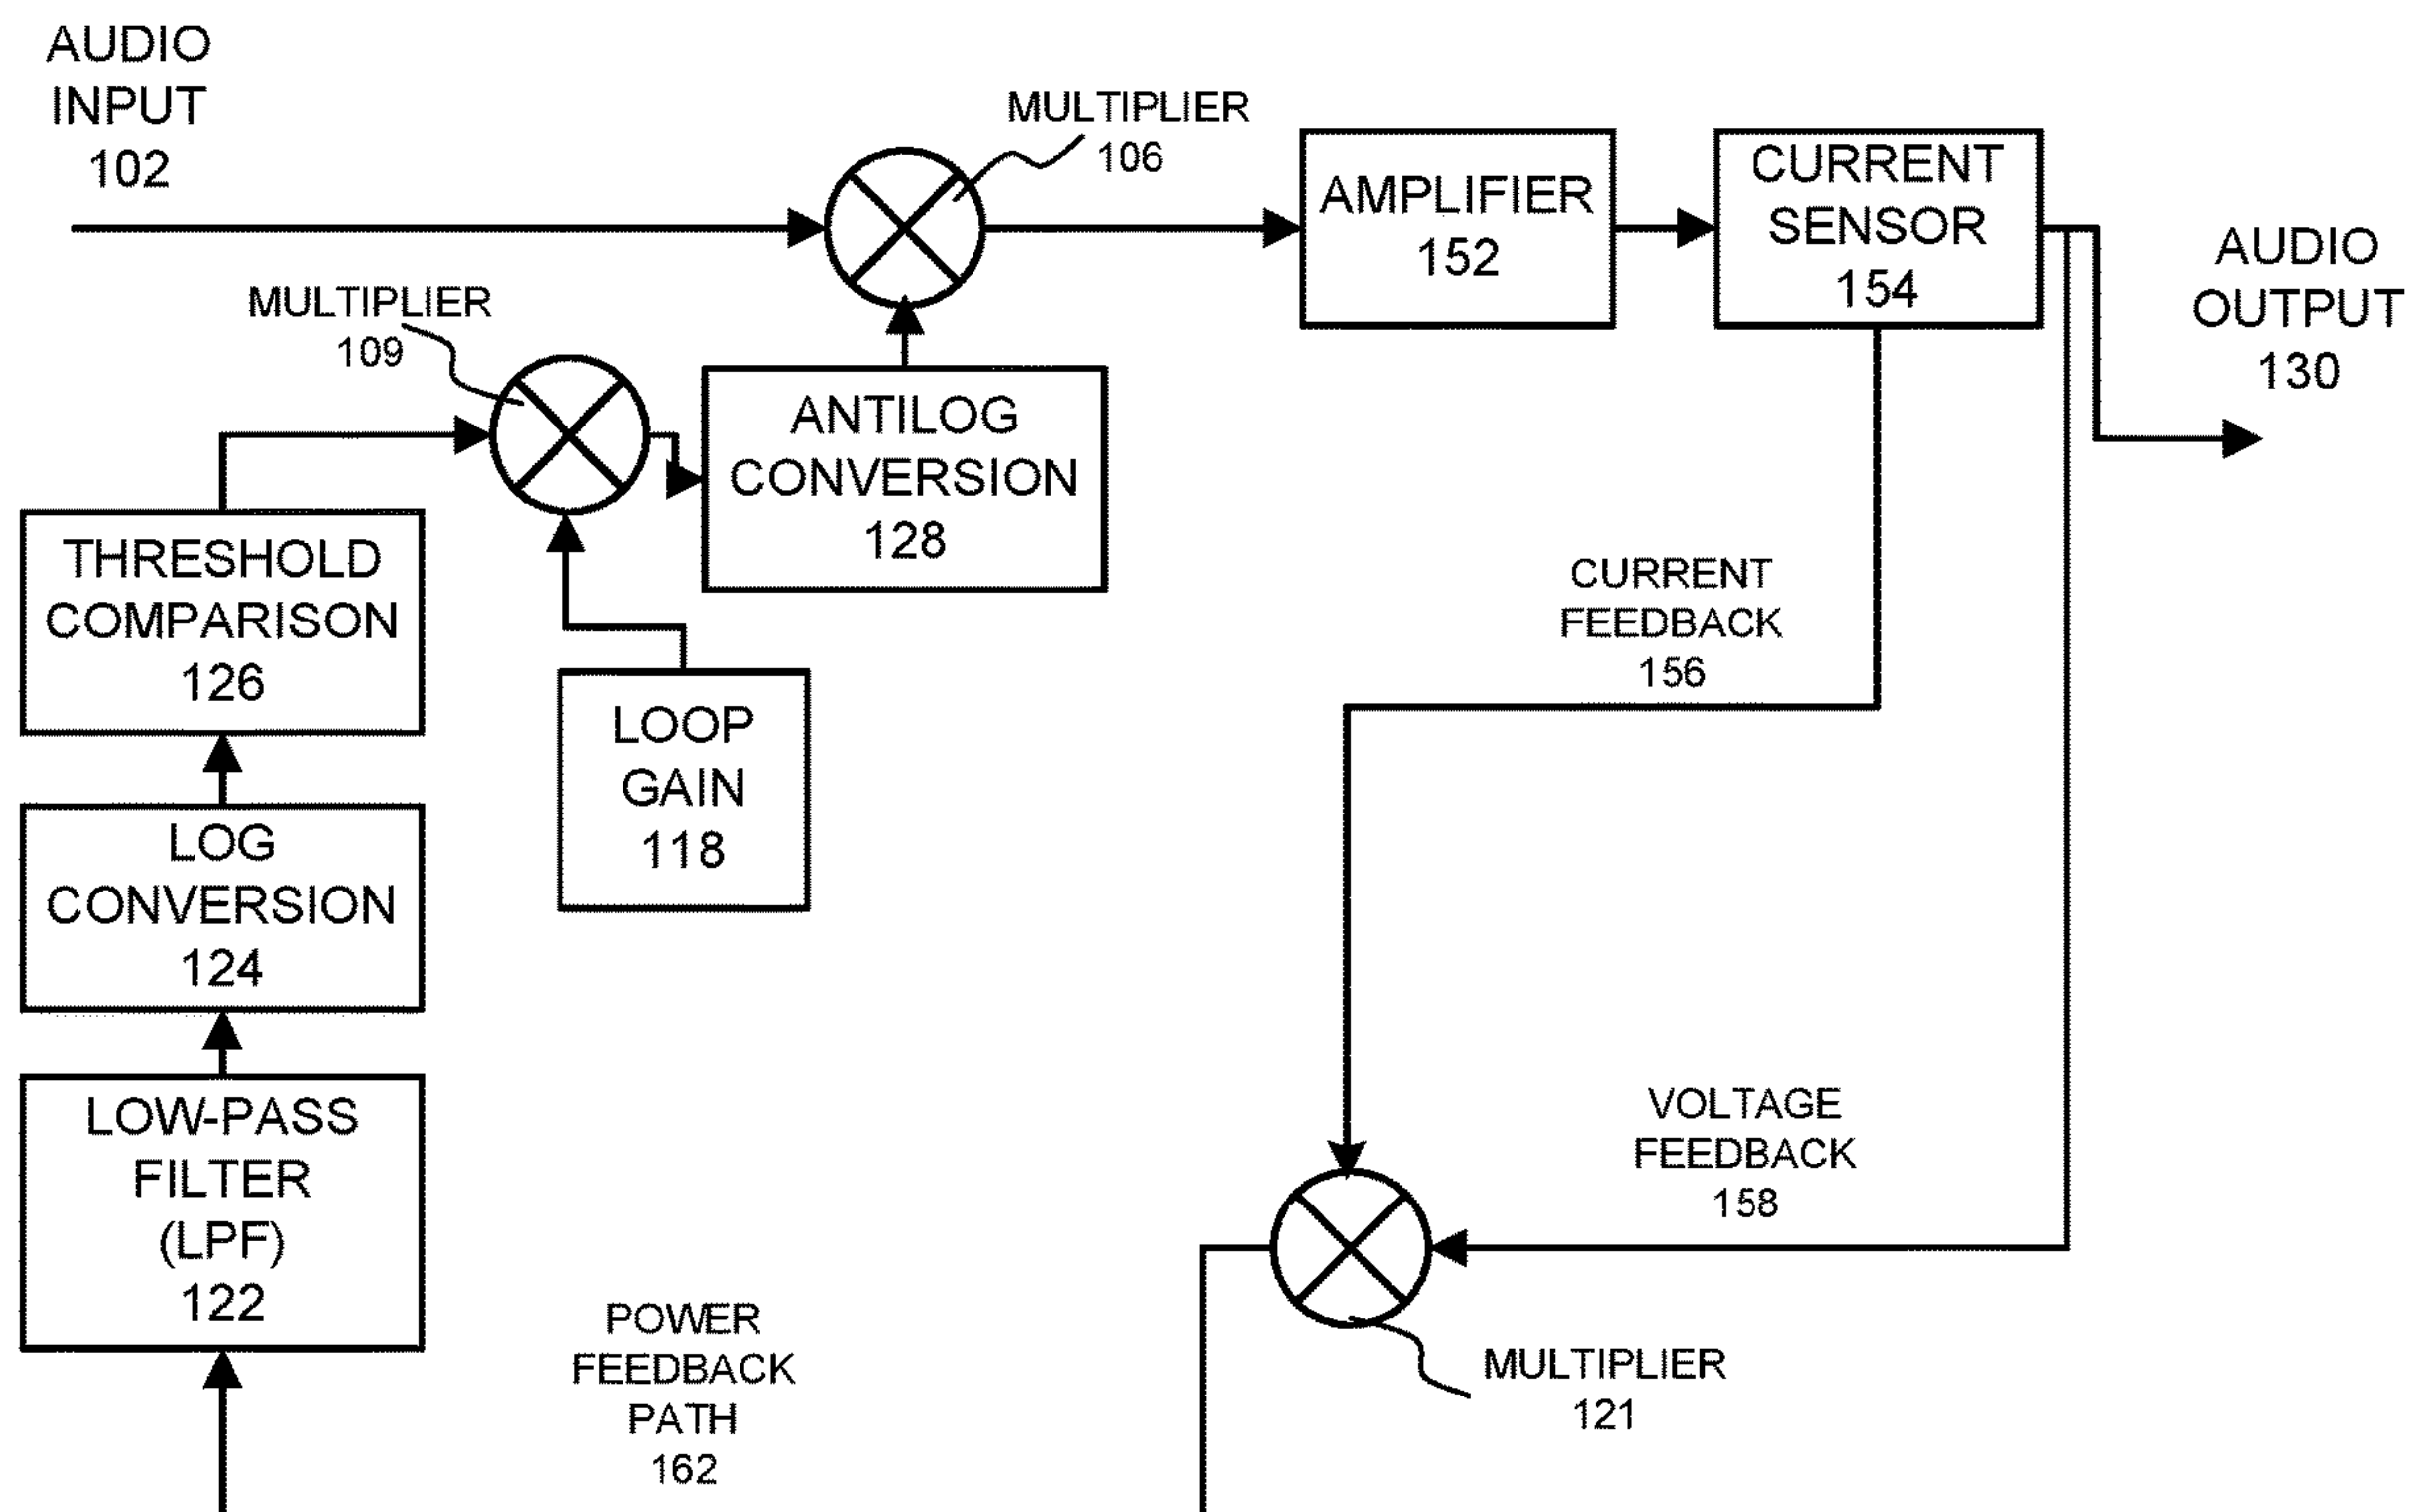 AUDIO
INPUT
102
MULTIPLIER
106
AMPLIFIER
152
CURRENT
SENSOR
154
AUDIO
OUTPUT
130
MULTIPLIER
109
ANTILOG
CONVERSION
128
THRESHOLD
COMPARISON
126
LOOP
GAIN
118
CURRENT
FEEDBACK
156
LOG
CONVERSION
124
LOW-PASS
FILTER
(LPF)
122
VOLTAGE
FEEDBACK
158
POWER
FEEDBACK
PATH
162
MULTIPLIER
121